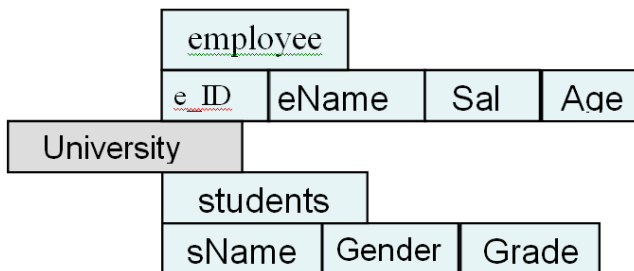 employee
e_ID eName Sal Age
University
students
sName Gender Grade